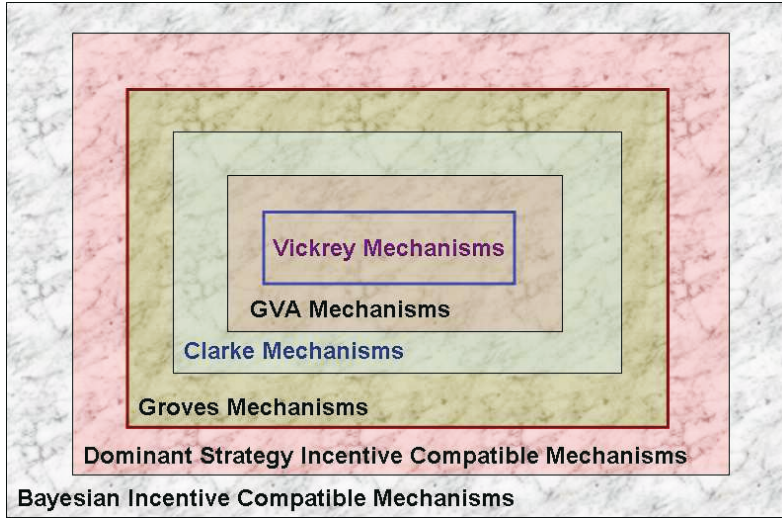 Vickrey Mechanisms
GVA Mechanisms
Clarke Mechanisms
Groves Mechanisms
Dominant Strategy Incentive Compatible Mechanisms
Bayesian Incentive Compatible Mechanisms